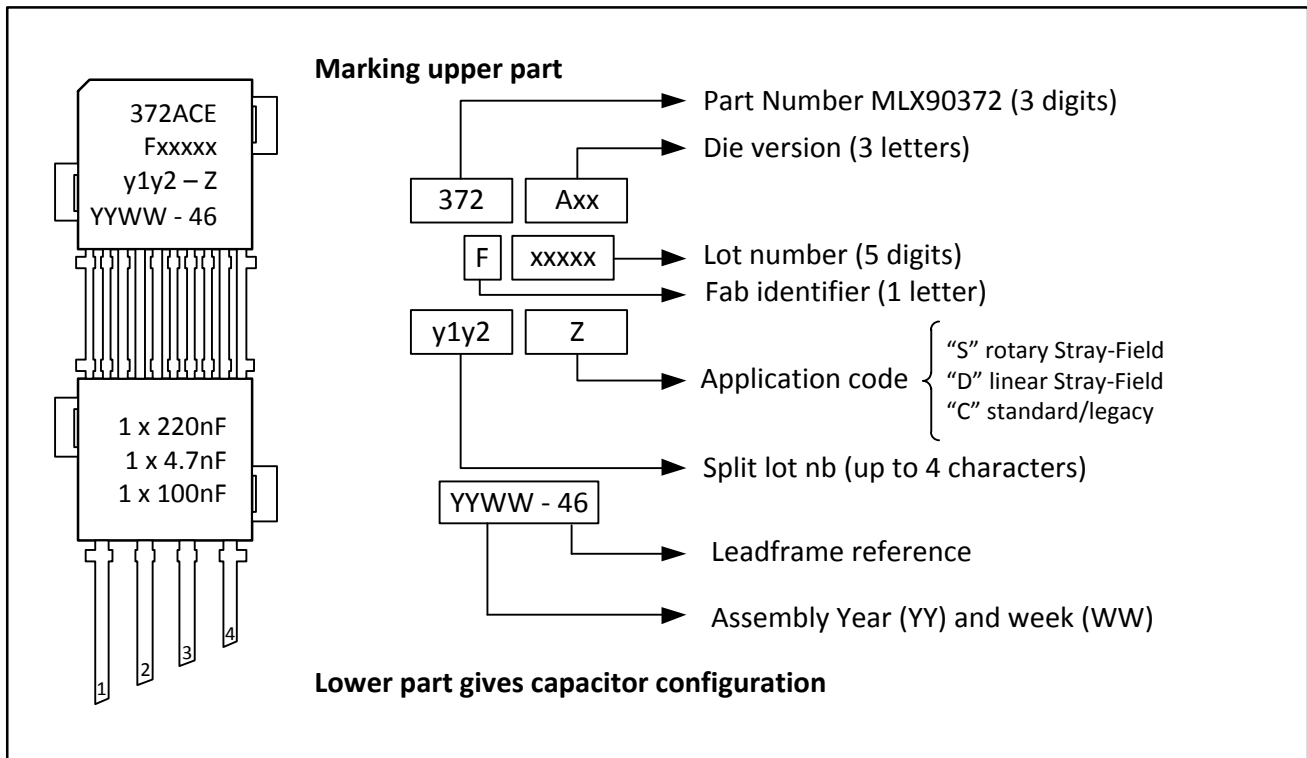 Marking upper part
372ACE
Fxxxxx
y1y2 – Z
YYWW - 46
1 x 220nF
1 x 4.7nF
1 x 100nF
1
2
3
4
Part Number MLX90372 (3 digits)
Die version (3 letters)
372 Axx
F xxxxx
Lot number (5 digits)
Fab identifier (1 letter)
y1y2 Z
Application code
“S” rotary Stray-Field
“D” linear Stray-Field
“C” standard/legacy
Split lot nb (up to 4 characters)
YYWW - 46
Leadframe reference
Assembly Year (YY) and week (WW)
Lower part gives capacitor configuration